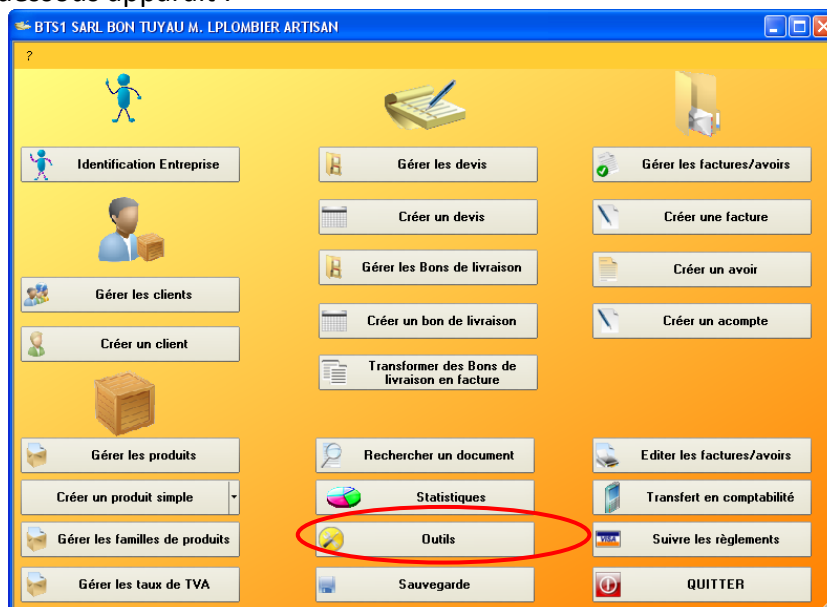 BTS1 SARL BON TUYAU M. LPLOMBIER ARTISAN
?
Identification Entreprise
Gérer les clients
Créer un client
Gérer les produits
Créer un produit simple
Gérer les familles de produits
Gérer les taux de TVA
Gérer les devis
Créer un devis
Gérer les Bons de livraison
Créer un bon de livraison
Transformer des Bons de
livraison en facture
Rechercher un document
Statistiques
Outils
Sauvegarde
Gérer les factures/avoirs
Créer une facture
Créer un avoir
Créer un acompte
Editer les factures/avoirs
Transfert en comptabilité
VISA
Suivre les règlements
QUITTER